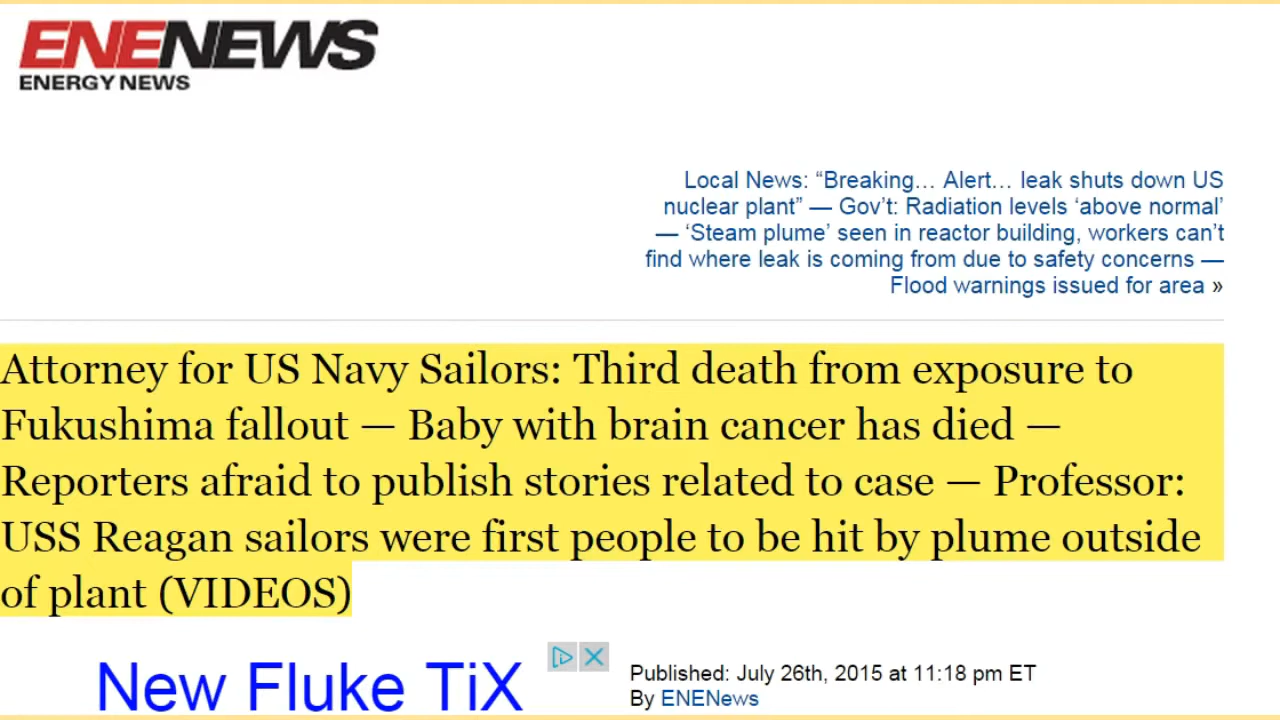 ENENEWS
ENERGY NEWS
Local News: “Breaking… Alert… leak shuts down US
nuclear plant” — Gov’t: Radiation levels ‘above normal’
— ‘Steam plume’ seen in reactor building, workers can’t
find where leak is coming from due to safety concerns —
Flood warnings issued for area »
Attorney for US Navy Sailors: Third death from exposure to
Fukushima fallout — Baby with brain cancer has died —
Reporters afraid to publish stories related to case — Professor:
USS Reagan sailors were first people to be hit by plume outside
of plant (VIDEOS)
New Fluke TiX
Published: July 26th, 2015 at 11:18 pm ET
By ENENews